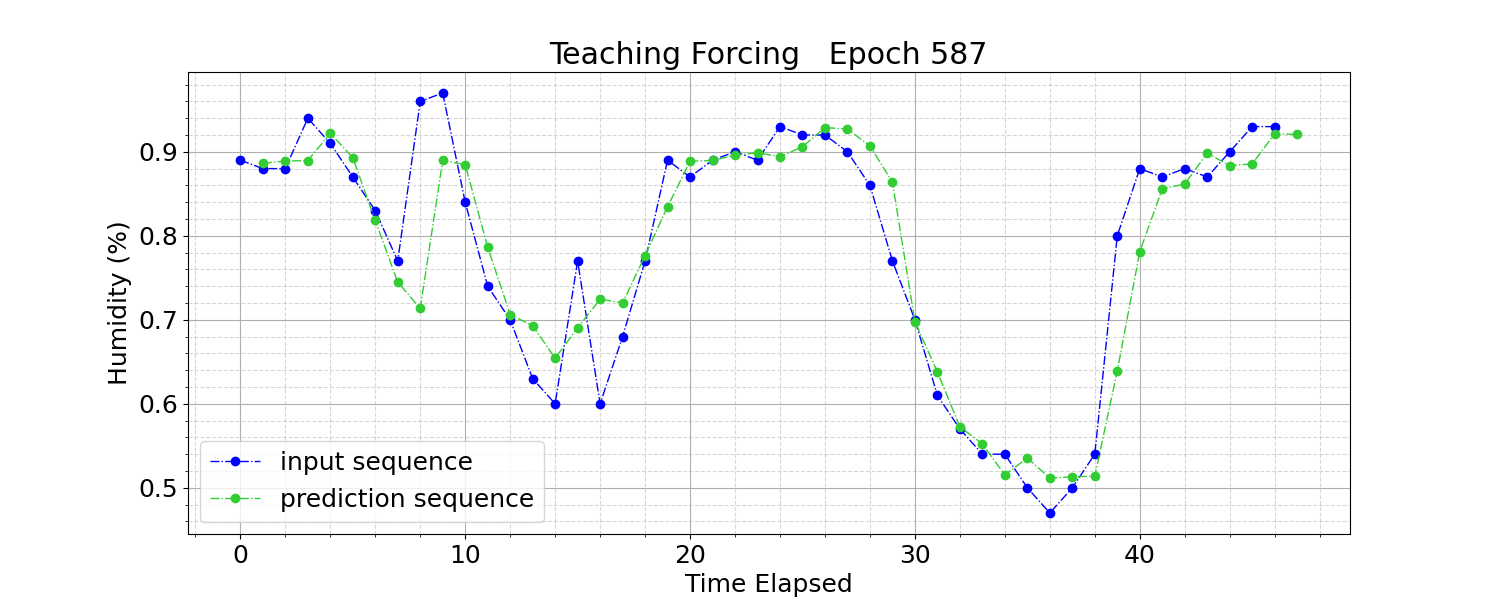 Teaching Forcing   Epoch 587
Humidity (%)
0.9
0.8
0.7
0.6
0.5
input sequence
prediction sequence
0 10 20 30 40
Time Elapsed